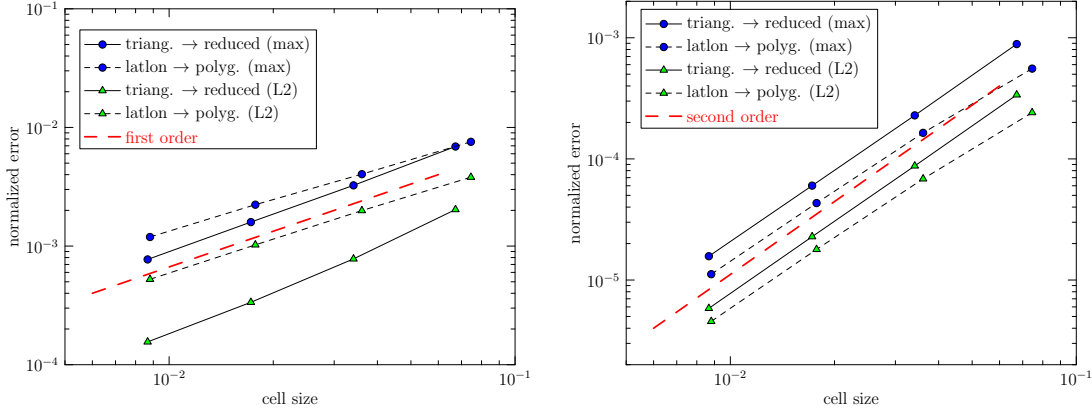 10⁻¹
triang. → reduced (max)
latlon → polyg. (max)
triang. → reduced (L2)
latlon → polyg. (L2)
first order
10⁻²
10⁻³
10⁻⁴
normalized error
10⁻²
10⁻¹
cell size
triang. → reduced (max)
latlon → polyg. (max)
triang. → reduced (L2)
latlon → polyg. (L2)
second order
10⁻³
10⁻⁴
10⁻⁵
normalized error
10⁻²
10⁻¹
cell size